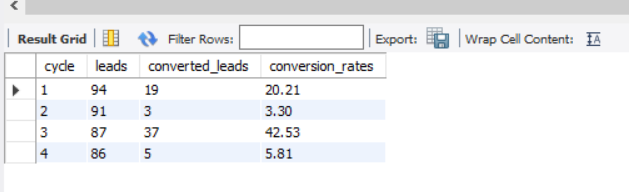 Result Grid Filter Rows: Export: Wrap Cell Content: IA
cycle leads converted_leads conversion_rates
1 94 19 20.21
2 91 3 3.30
3 87 37 42.53
4 86 5 5.81